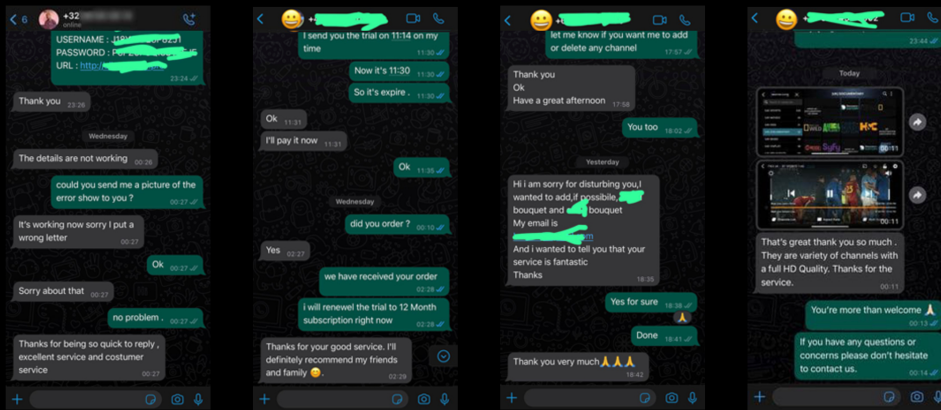 6
+32
online
USERNAME :
PASSWORD :
URL : http:/
23:24
Thank you
23:26
Wednesday
The details are not working
00:26
could you send me a picture of the
error show to you ?
00:27
It's working now sorry I put a
wrong letter
00:27
Ok
00:27
Sorry about that
00:27
no problem .
00:27
Thanks for being so quick to reply ,
excellent service and costumer
service
00:27
I send you the trial on 11:14 on my
time
11:30
Now it's 11:30
11:30
So it's expire .
11:30
Ok
11:31
I'll pay it now
11:31
Ok
11:35
Wednesday
did you order ?
00:10
Yes
02:27
we have received your order
02:28
i will renewel the trial to 12 Month
subscription right now
02:28
Thanks for your good service. I'll
definitely recommend my friends
and family 😊 .
02:29
let me know if you want me to add
or delete any channel
17:57
Thank you
Ok
Have a great afternoon
17:58
You too
18:02
Yesterday
Hi i am sorry for disturbing you,I
wanted to add,if possibile,
bouquet and bouquet
My email is
And i wanted to tell you that your
service is fantastic
Thanks
18:35
Yes for sure
18:38
🙏
Done
18:41
Thank you very much🙏🙏🙏
18:42
23:44
Today
Syfy
00:11
00:11
That's great thank you so much .
They are variety of channels with
a full HD Quality. Thanks for the
service.
00:11
You're more than welcome 🙏
00:13
If you have any questions or
concerns please don't hesitate
to contact us.
00:14